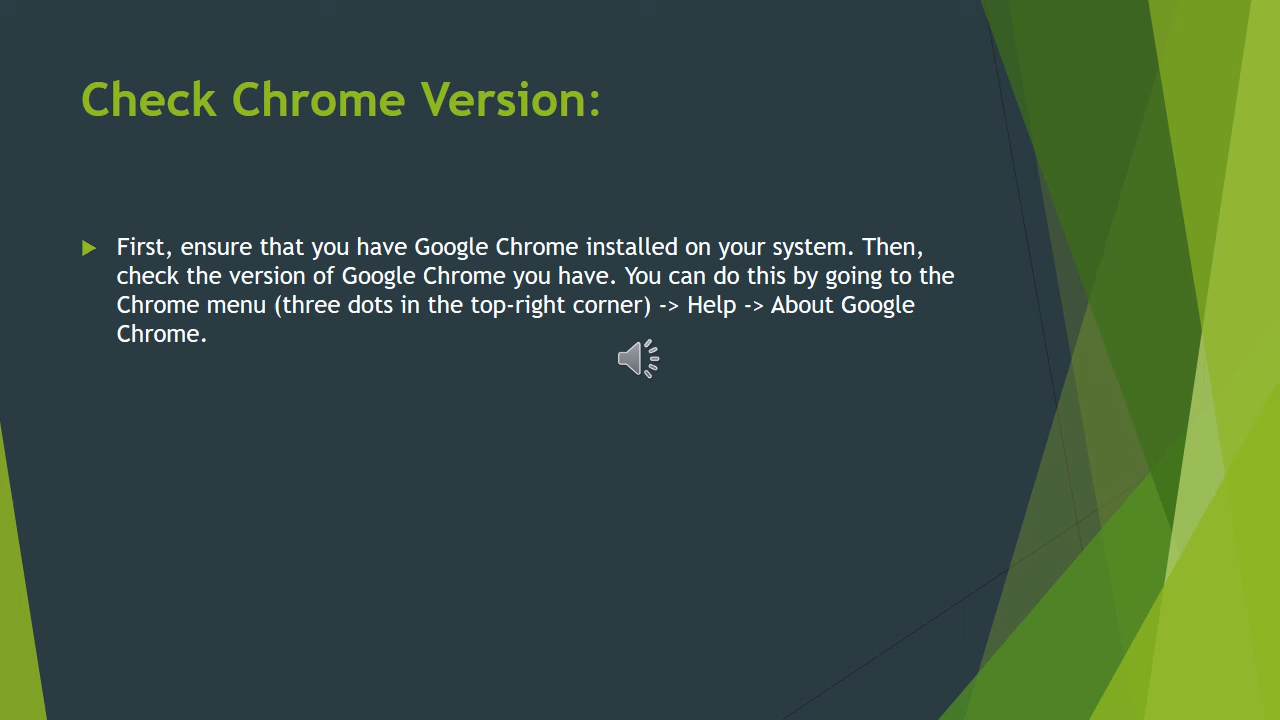 Check Chrome Version:
First, ensure that you have Google Chrome installed on your system. Then,
check the version of Google Chrome you have. You can do this by going to the
Chrome menu (three dots in the top-right corner) -> Help -> About Google
Chrome.